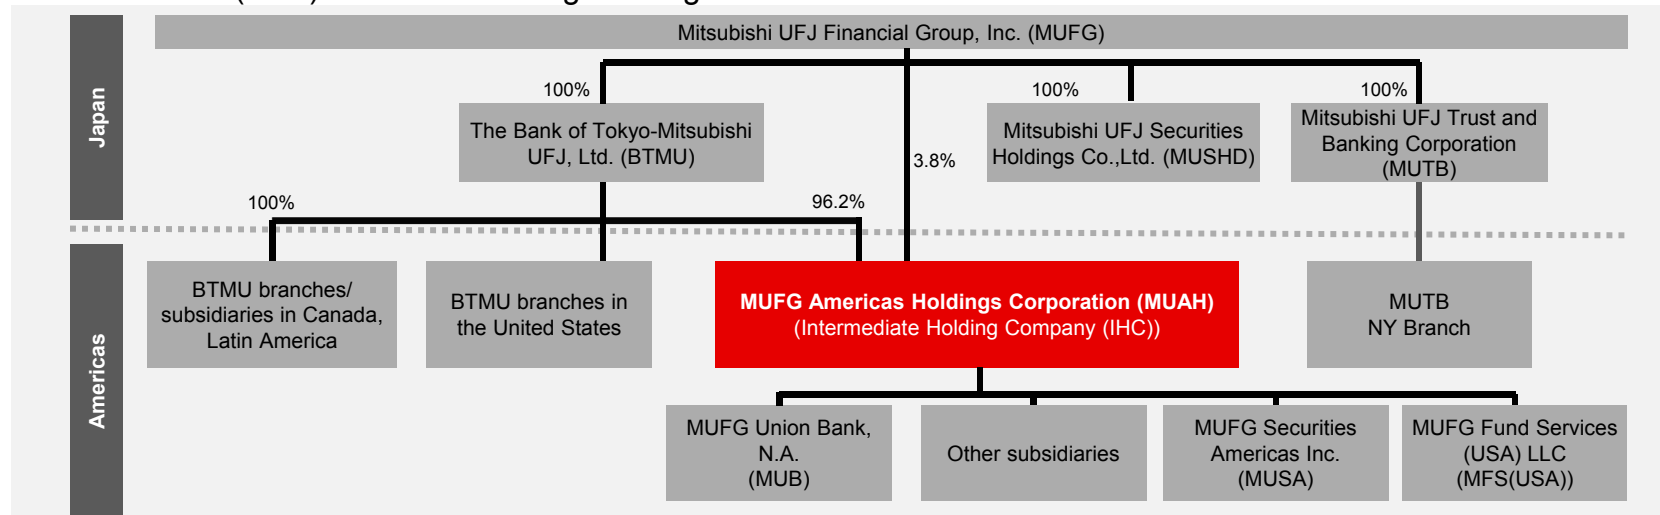 Mitsubishi UFJ Financial Group, Inc. (MUFG)
Japan
100%
100%
100%
The Bank of Tokyo-Mitsubishi
UFJ, Ltd. (BTMU)
3.8%
Mitsubishi UFJ Securities
Holdings Co.,Ltd. (MUSHD)
Mitsubishi UFJ Trust and
Banking Corporation
(MUTB)
100%
96.2%
Americas
BTMU branches/
subsidiaries in Canada,
Latin America
BTMU branches in
the United States
MUFG Americas Holdings Corporation (MUAH)
(Intermediate Holding Company (IHC))
MUTB
NY Branch
MUFG Union Bank,
N.A.
(MUB)
Other subsidiaries
MUFG Securities
Americas Inc.
(MUSA)
MUFG Fund Services
(USA) LLC
(MFS(USA))